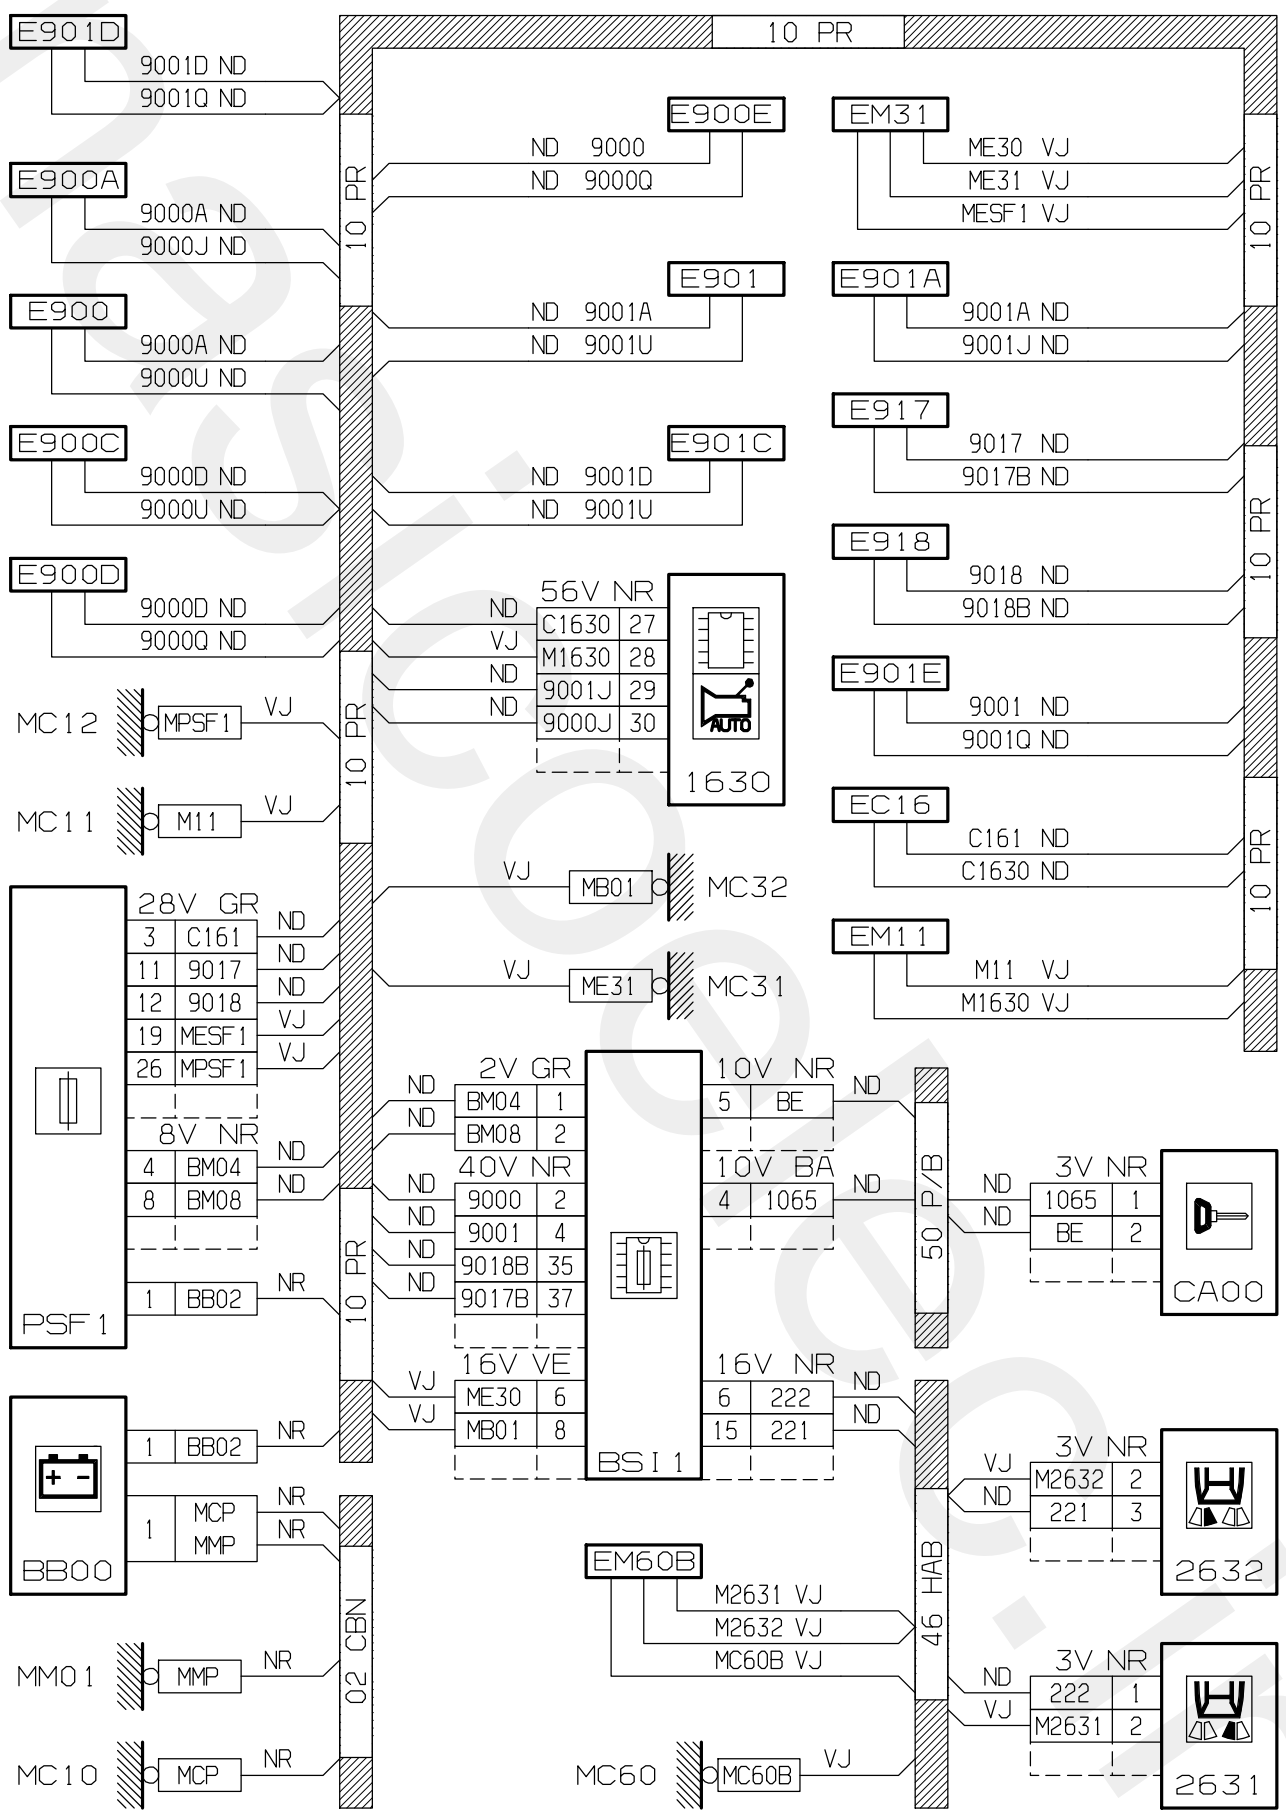 E901D
9001D ND
9001Q ND
E900A
9000A ND
9000J ND
E900
9000A ND
9000U ND
E900C
9000D ND
9000U ND
E900D
9000D ND
9000Q ND
MC12
MPSF1
VJ
MC11
M11
VJ
10 PR
10 PR
10 PR
10 PR
E900E
ND 9000
ND 9000Q
E901
ND 9001A
ND 9001U
E901C
ND 9001D
ND 9001U
56V NR
ND C1630 27
VJ M1630 28
ND 9001J 29
ND 9000J 30
AUTO
1630
VJ MB01 MC32
VJ ME31 MC31
EM31
ME30 VJ
ME31 VJ
MESF1 VJ
E901A
9001A ND
9001J ND
E917
9017 ND
9017B ND
E918
9018 ND
9018B ND
E901E
9001 ND
9001Q ND
EC16
C161 ND
C1630 ND
EM11
M11 VJ
M1630 VJ
10 PR
10 PR
10 PR
28V GR
3 C161 ND
11 9017 ND
12 9018 ND
19 MESF1 VJ
26 MPSF1 VJ
8V NR
4 BM04 ND
8 BM08 ND
1 BB02 NR
PSF1
1 BB02 NR
1 MCP NR
MMP NR
+ -
BB00
MM01 MMP NR
MC10 MCP NR
02 CBN
2V GR
ND BM04 1
ND BM08 2
40V NR
ND 9000 2
ND 9001 4
ND 9018B 35
ND 9017B 37
16V VE
VJ ME30 6
VJ MB01 8
BSI1
10V NR
5 BE ND
10V BA
4 1065 ND
16V NR
6 222 ND
15 221 ND
50 P/B
3V NR
ND 1065 1
ND BE 2
CA00
46 HAB
3V NR
VJ M2632 2
ND 221 3
2632
EM60B
M2631 VJ
M2632 VJ
MC60B VJ
3V NR
ND 222 1
VJ M2631 2
2631
MC60 MC60B VJ